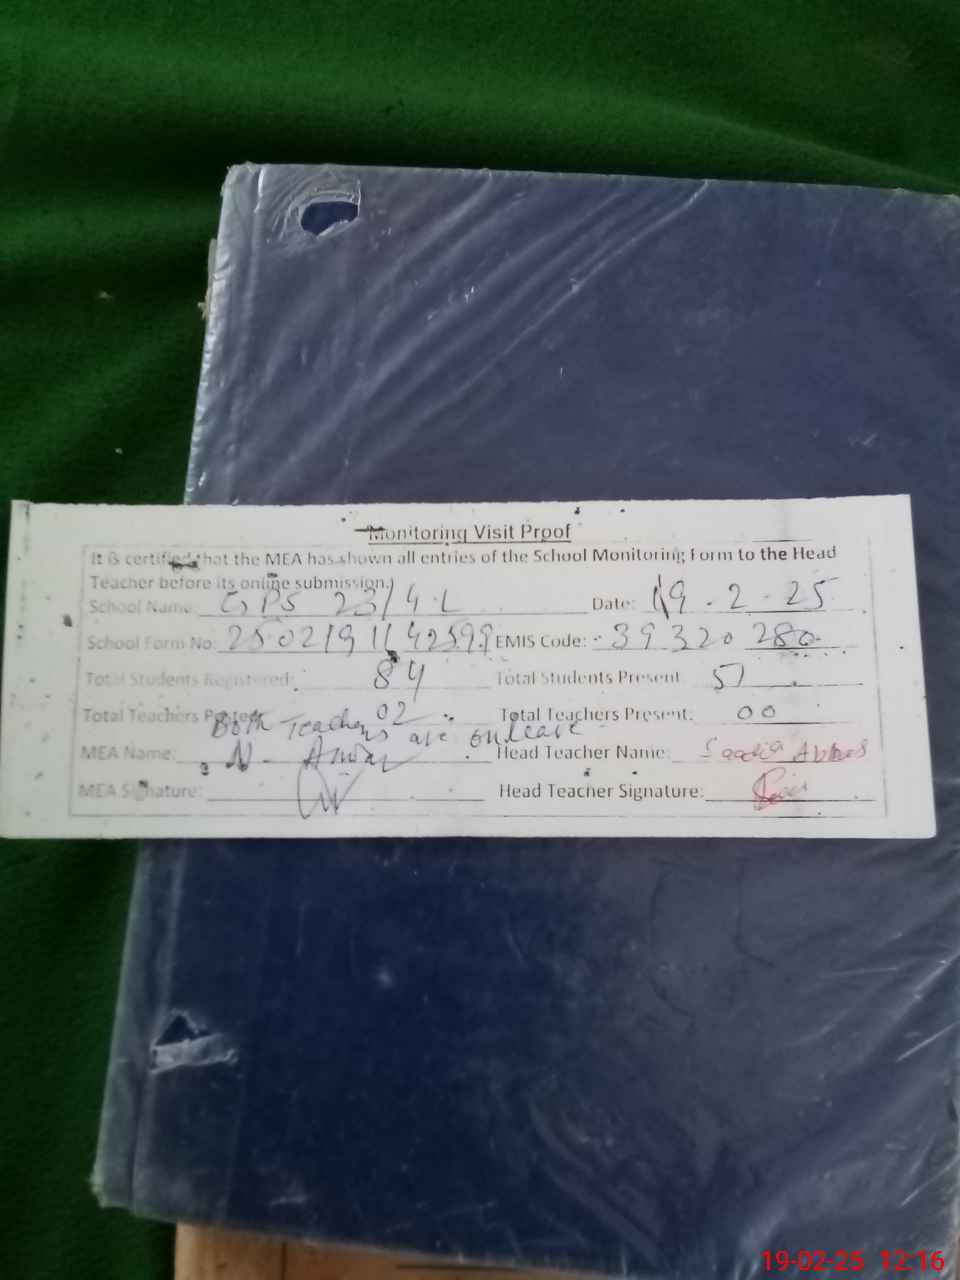 Monitoring Visit Proof
It is certified that the MEA has shown all entries of the School Monitoring Form to the Head
Teacher before its online submission.)
School Name: GPS 23/4-L Date: 19-2-25
School Form No: Z502191142599 EMIS Code: 39320280
Total Students Registered: 84 Total Students Present 51
Total Teachers Posted: 02 Total Teachers Present: 00
Both Teachers are on leave
MEA Name: N. Anwar Head Teacher Name: Saadia Abbas
MEA Signature: Head Teacher Signature:
19-02-25 12:16